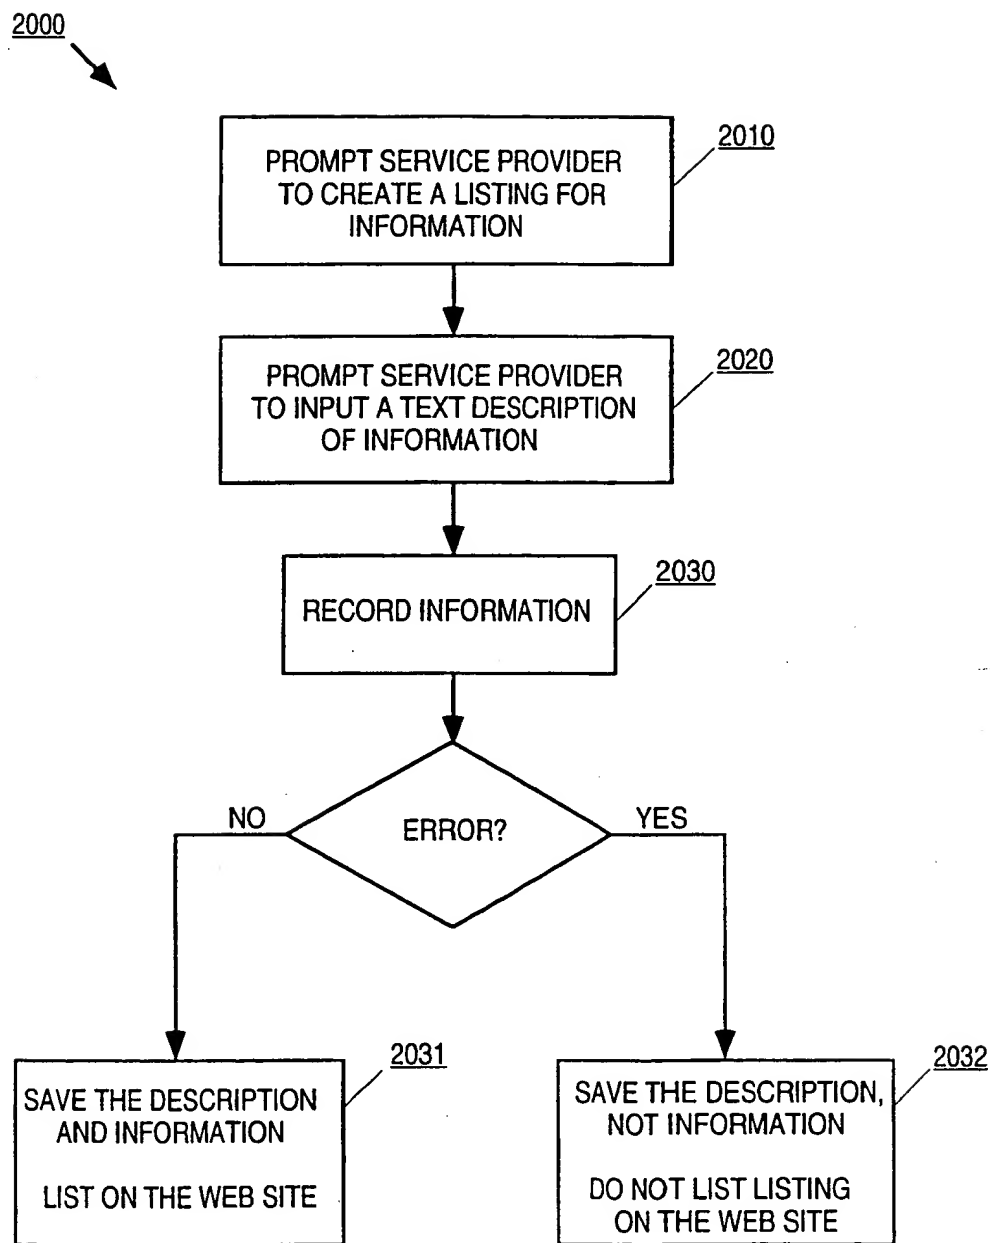 2000
2010
PROMPT SERVICE PROVIDER
TO CREATE A LISTING FOR
INFORMATION
2020
PROMPT SERVICE PROVIDER
TO INPUT A TEXT DESCRIPTION
OF INFORMATION
2030
RECORD INFORMATION
NO
ERROR?
YES
2031
SAVE THE DESCRIPTION
AND INFORMATION
LIST ON THE WEB SITE
2032
SAVE THE DESCRIPTION,
NOT INFORMATION
DO NOT LIST LISTING
ON THE WEB SITE